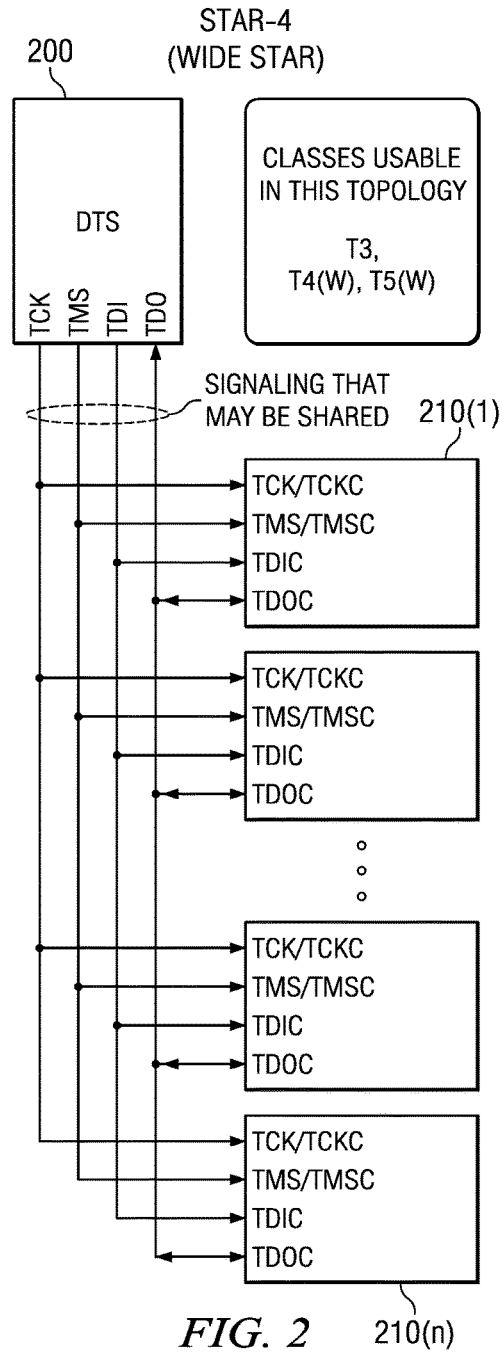 STAR-4
(WIDE STAR)
200
DTS
TCK
TMS
TDI
TDO
CLASSES USABLE
IN THIS TOPOLOGY
T3,
T4(W), T5(W)
SIGNALING THAT
MAY BE SHARED
210(1)
TCK/TCKC
TMS/TMSC
TDIC
TDOC
TCK/TCKC
TMS/TMSC
TDIC
TDOC
TCK/TCKC
TMS/TMSC
TDIC
TDOC
TCK/TCKC
TMS/TMSC
TDIC
TDOC
210(n)
FIG. 2